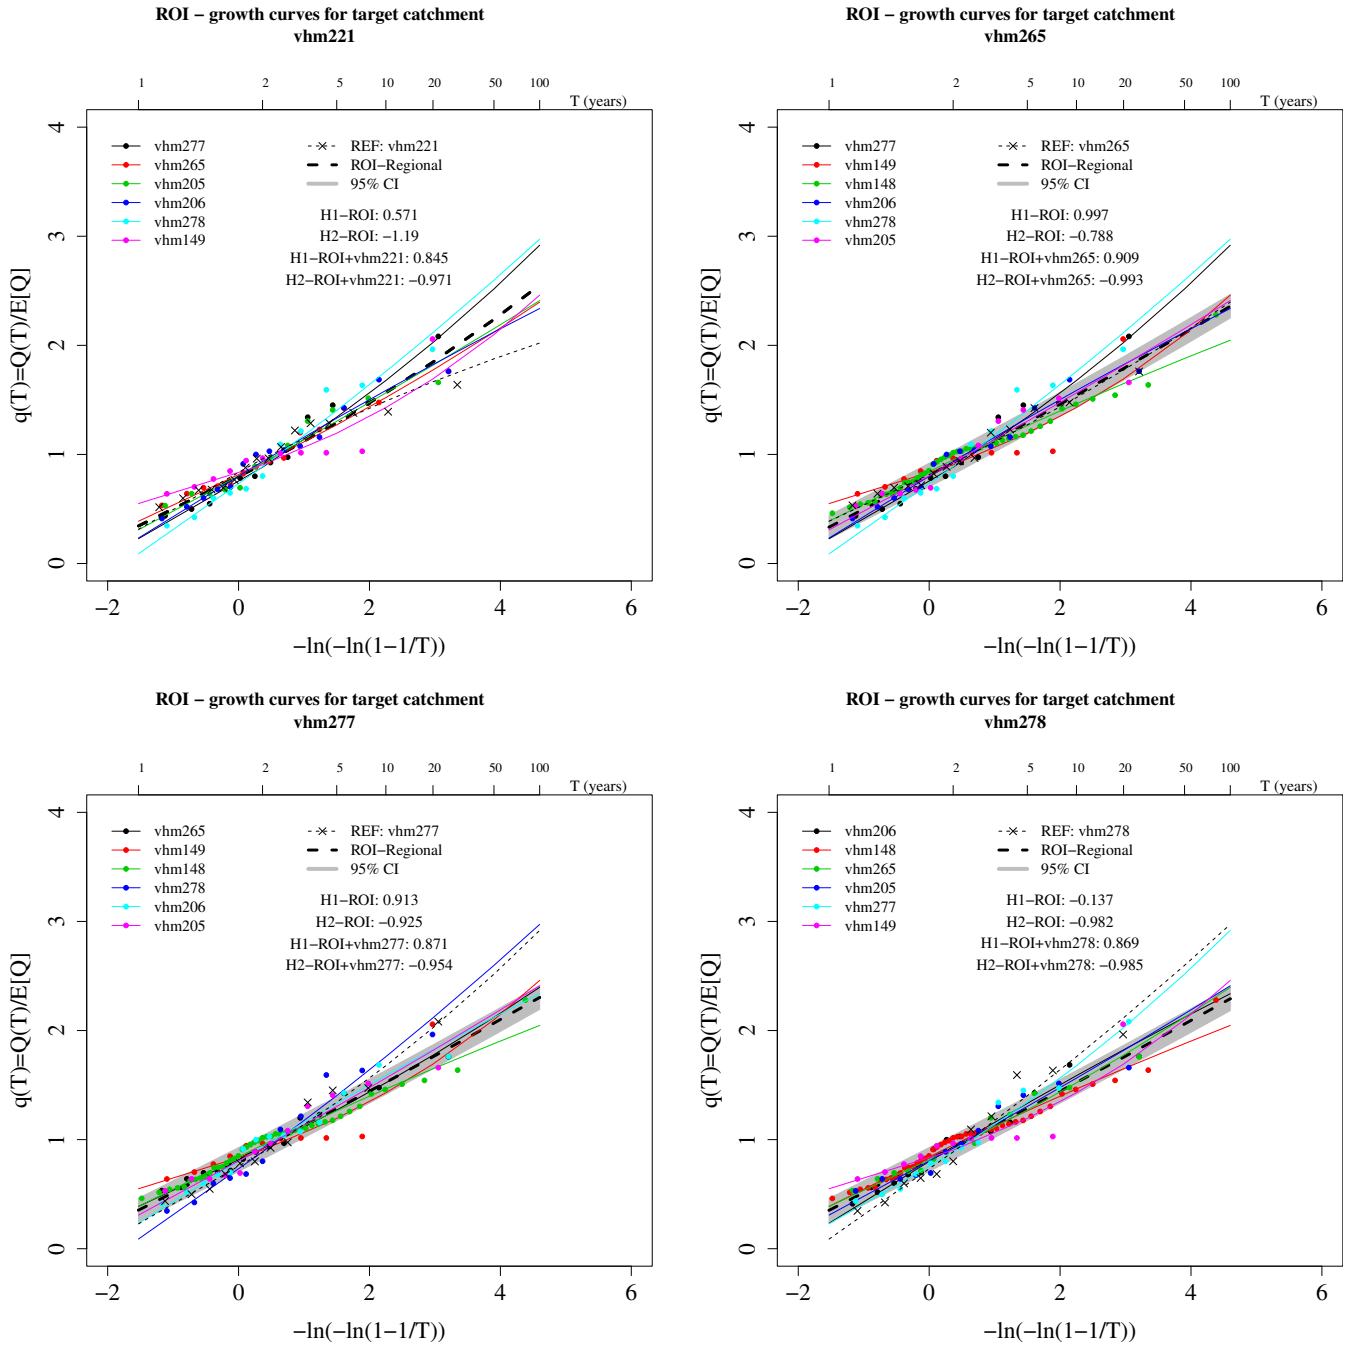 ROI − growth curves for target catchment
vhm221
1 2 5 10 20 50 100
T (years)
vhm277
vhm265
vhm205
vhm206
vhm278
vhm149
REF: vhm221
ROI−Regional
95% CI
H1−ROI: 0.571
H2−ROI: −1.19
H1−ROI+vhm221: 0.845
H2−ROI+vhm221: −0.971
q(T)=Q(T)/E[Q]
4
3
2
1
0
−2 0 2 4 6
−ln(−ln(1−1/T))
ROI − growth curves for target catchment
vhm265
1 2 5 10 20 50 100
T (years)
vhm277
vhm149
vhm148
vhm206
vhm278
vhm205
REF: vhm265
ROI−Regional
95% CI
H1−ROI: 0.997
H2−ROI: −0.788
H1−ROI+vhm265: 0.909
H2−ROI+vhm265: −0.993
q(T)=Q(T)/E[Q]
4
3
2
1
0
−2 0 2 4 6
−ln(−ln(1−1/T))
ROI − growth curves for target catchment
vhm277
1 2 5 10 20 50 100
T (years)
vhm265
vhm149
vhm148
vhm278
vhm206
vhm205
REF: vhm277
ROI−Regional
95% CI
H1−ROI: 0.913
H2−ROI: −0.925
H1−ROI+vhm277: 0.871
H2−ROI+vhm277: −0.954
q(T)=Q(T)/E[Q]
4
3
2
1
0
−2 0 2 4 6
−ln(−ln(1−1/T))
ROI − growth curves for target catchment
vhm278
1 2 5 10 20 50 100
T (years)
vhm206
vhm148
vhm265
vhm205
vhm277
vhm149
REF: vhm278
ROI−Regional
95% CI
H1−ROI: −0.137
H2−ROI: −0.982
H1−ROI+vhm278: 0.869
H2−ROI+vhm278: −0.985
q(T)=Q(T)/E[Q]
4
3
2
1
0
−2 0 2 4 6
−ln(−ln(1−1/T))